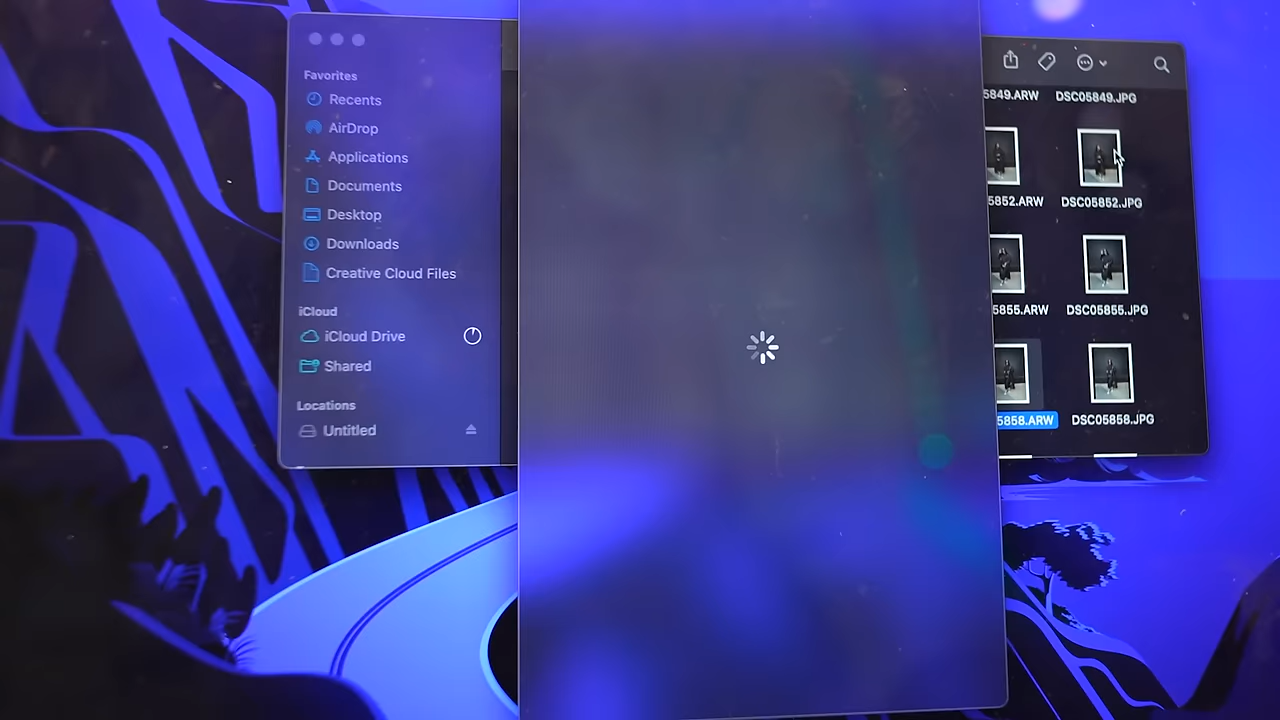 Favorites
Recents
AirDrop
Applications
Documents
Desktop
Downloads
Creative Cloud Files
iCloud
iCloud Drive
Shared
Locations
Untitled
5849.ARW DSC05849.JPG
5852.ARW DSC05852.JPG
5855.ARW DSC05855.JPG
5858.ARW DSC05858.JPG